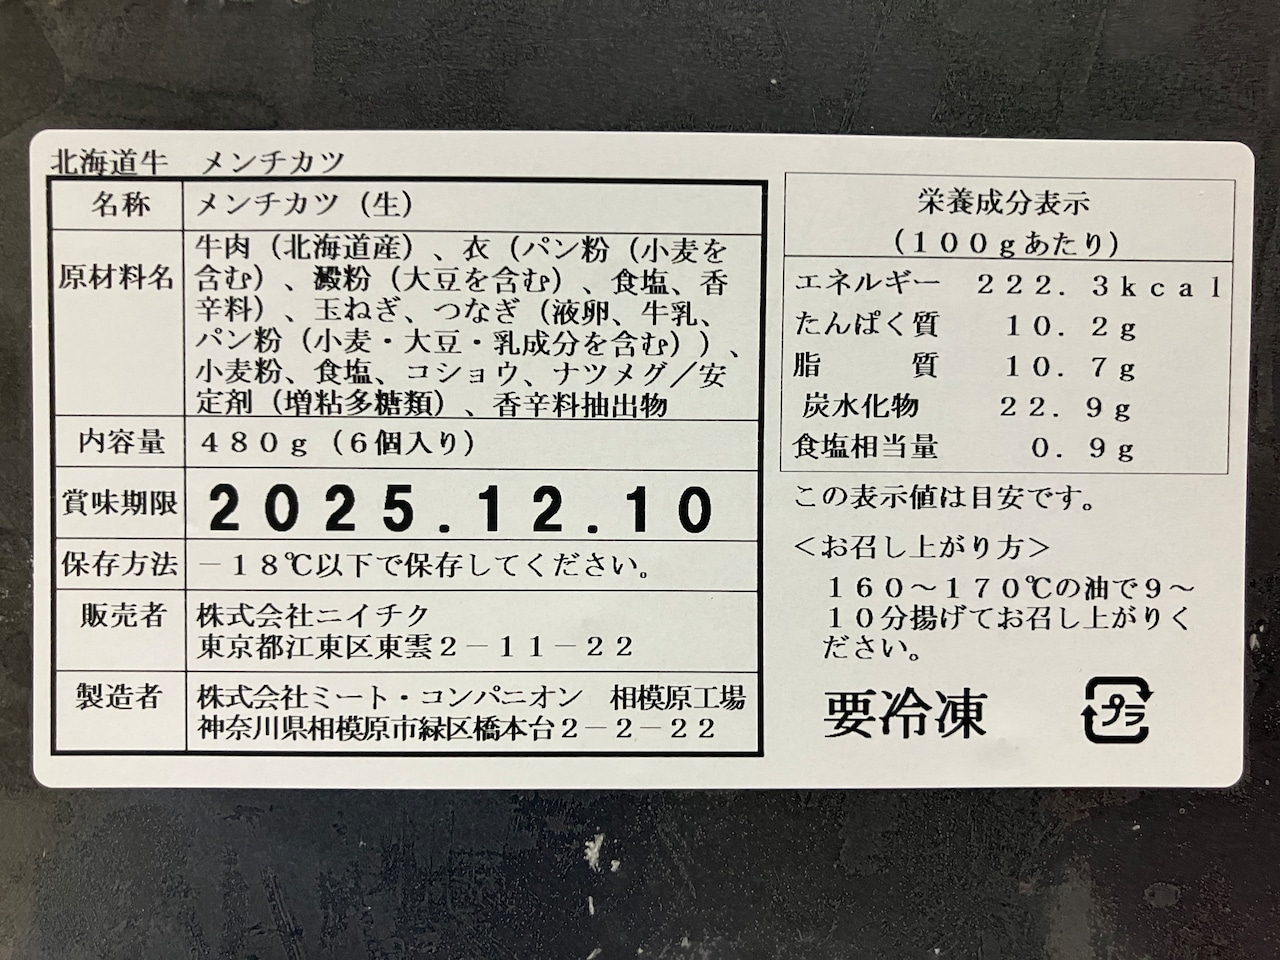 北海道牛　メンチカツ
名称　メンチカツ（生）
原材料名　牛肉（北海道産）、衣（パン粉（小麦を
含む）、澱粉（大豆を含む）、食塩、香
辛料）、玉ねぎ、つなぎ（液卵、牛乳、
パン粉（小麦・大豆・乳成分を含む））、
小麦粉、食塩、コショウ、ナツメグ／安
定剤（増粘多糖類）、香辛料抽出物
内容量　４８０ｇ（６個入り）
賞味期限　2025.12.10
保存方法　－１８℃以下で保存してください。
販売者　株式会社ニイチク
東京都江東区東雲２－１１－２２
製造者　株式会社ミート・コンパニオン　相模原工場
神奈川県相模原市緑区橋本台２－２－２２
栄養成分表示
（１００ｇあたり）
エネルギー　２２２．３ｋｃａｌ
たんぱく質　１０．２ｇ
脂　　　質　１０．７ｇ
炭水化物　２２．９ｇ
食塩相当量　０．９ｇ
この表示値は目安です。
＜お召し上がり方＞
１６０～１７０℃の油で９～
１０分揚げてお召し上がりく
ださい。
要冷凍
プラ